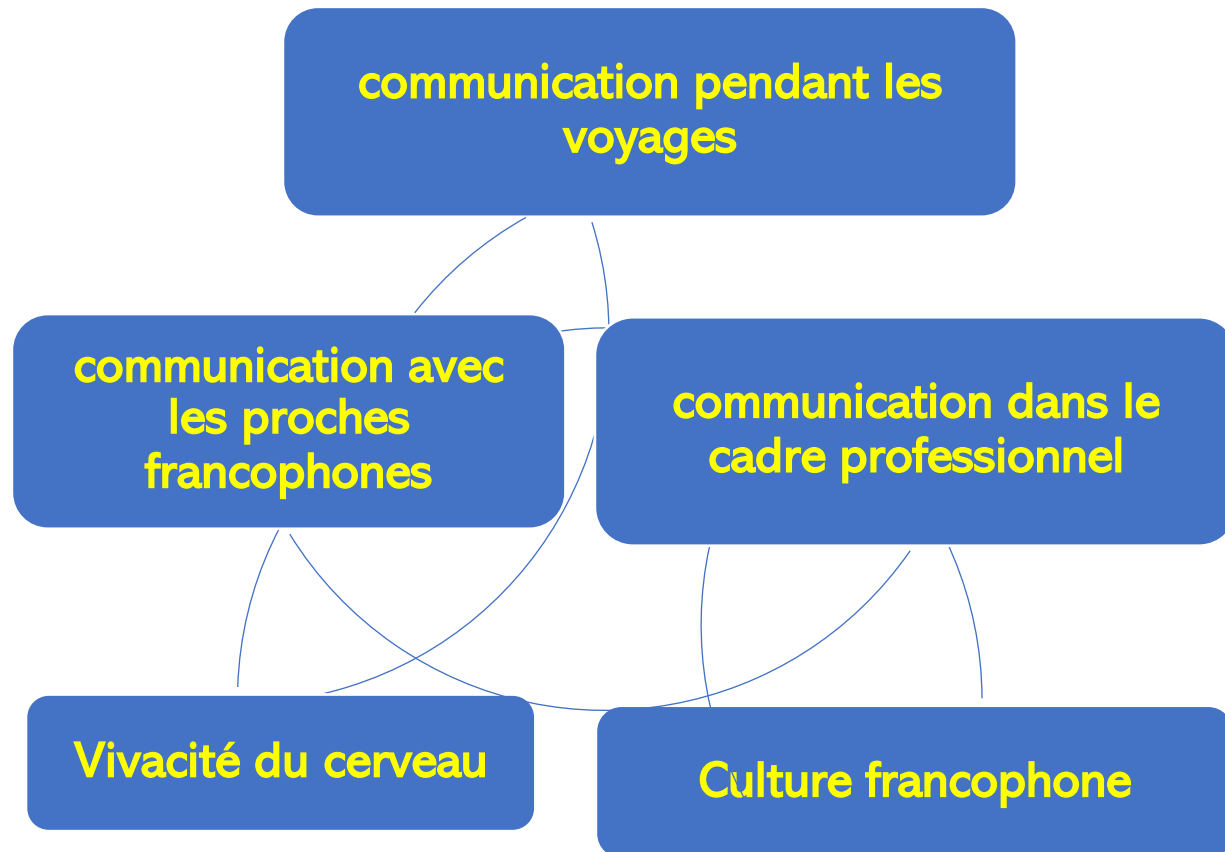 communication pendant les
voyages
communication avec
les proches
francophones
communication dans le
cadre professionnel
Vivacité du cerveau
Culture francophone